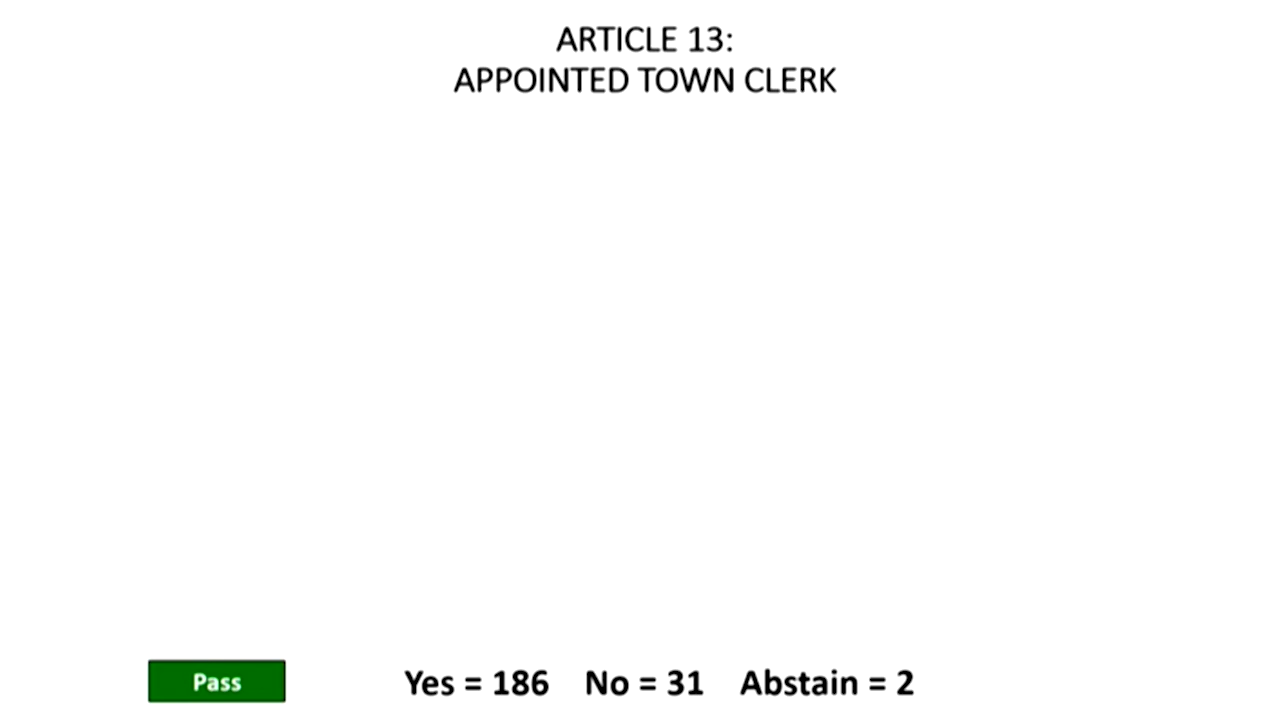 ARTICLE 13:
APPOINTED TOWN CLERK
Pass
Yes = 186 No = 31 Abstain = 2